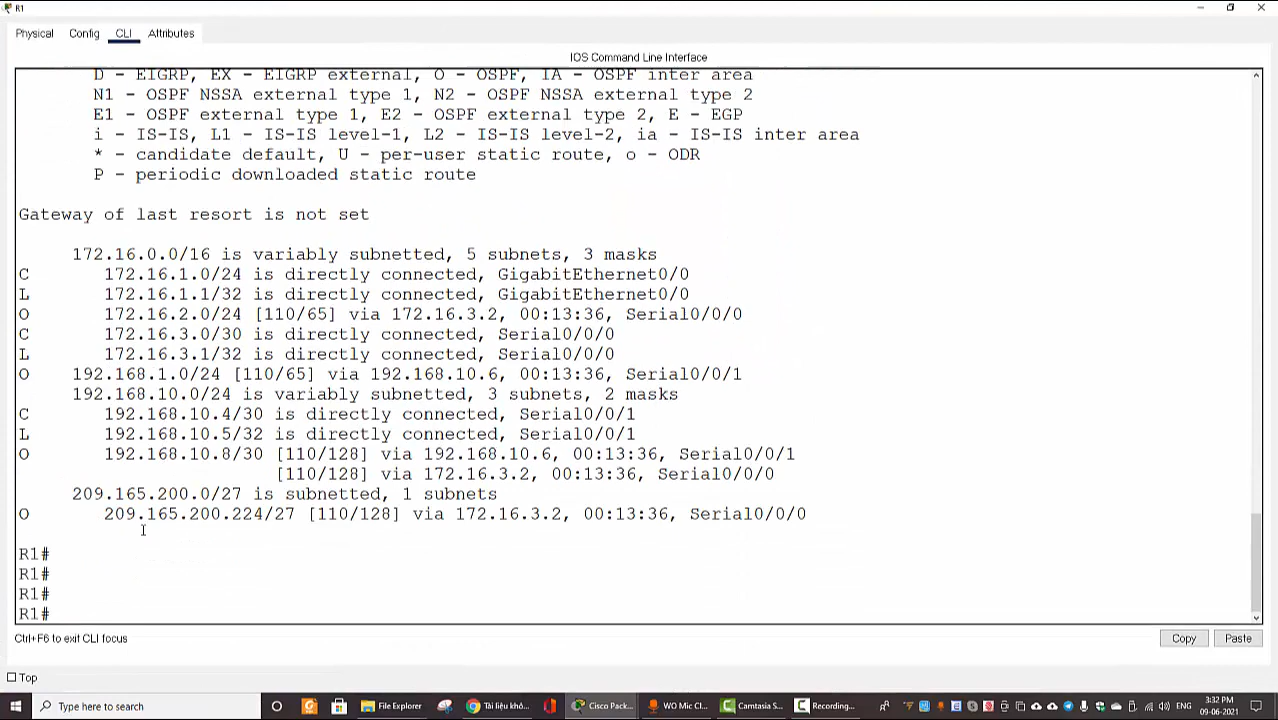 R1
Physical Config CLI Attributes
IOS Command Line Interface
D - EIGRP, EX - EIGRP external, O - OSPF, IA - OSPF inter area
N1 - OSPF NSSA external type 1, N2 - OSPF NSSA external type 2
E1 - OSPF external type 1, E2 - OSPF external type 2, E - EGP
i - IS-IS, L1 - IS-IS level-1, L2 - IS-IS level-2, ia - IS-IS inter area
* - candidate default, U - per-user static route, o - ODR
P - periodic downloaded static route
Gateway of last resort is not set
172.16.0.0/16 is variably subnetted, 5 subnets, 3 masks
C 172.16.1.0/24 is directly connected, GigabitEthernet0/0
L 172.16.1.1/32 is directly connected, GigabitEthernet0/0
O 172.16.2.0/24 [110/65] via 172.16.3.2, 00:13:36, Serial0/0/0
C 172.16.3.0/30 is directly connected, Serial0/0/0
L 172.16.3.1/32 is directly connected, Serial0/0/0
O 192.168.1.0/24 [110/65] via 192.168.10.6, 00:13:36, Serial0/0/1
192.168.10.0/24 is variably subnetted, 3 subnets, 2 masks
C 192.168.10.4/30 is directly connected, Serial0/0/1
L 192.168.10.5/32 is directly connected, Serial0/0/1
O 192.168.10.8/30 [110/128] via 192.168.10.6, 00:13:36, Serial0/0/1
[110/128] via 172.16.3.2, 00:13:36, Serial0/0/0
209.165.200.0/27 is subnetted, 1 subnets
O 209.165.200.224/27 [110/128] via 172.16.3.2, 00:13:36, Serial0/0/0
R1#
R1#
R1#
R1#
Ctrl+F6 to exit CLI focus
Copy Paste
Top
Type here to search File Explorer Tài liệu khô... Cisco Pack... WO Mic Cl... Camtasia S... Recording... ENG 3:32 PM
09-06-2021